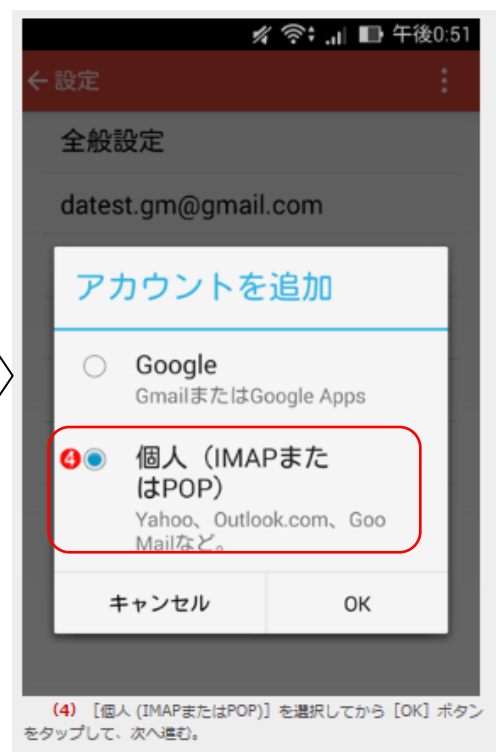 午後0:51
設定
全般設定
datest.gm@gmail.com
アカウントを追加
Google
GmailまたはGoogle Apps
❹
個人（IMAPまた
はPOP）
Yahoo、Outlook.com、Goo
Mailなど。
キャンセル OK
（4）［個人 (IMAPまたはPOP)］を選択してから［OK］ボタン
をタップして、次へ進む。